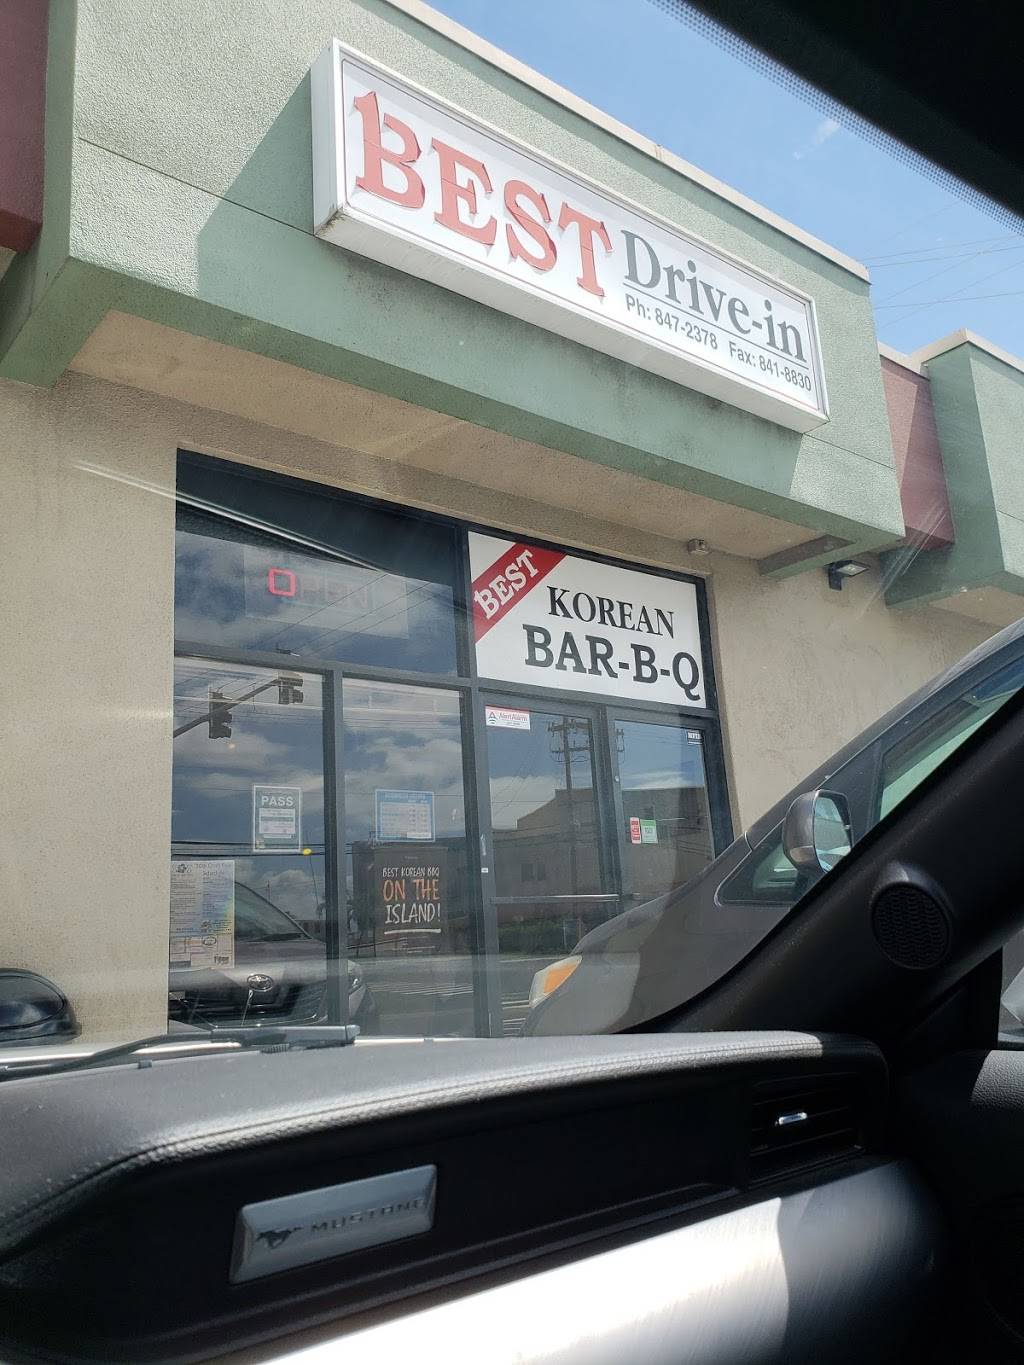 BEST Drive-in
Ph: 847-2378 Fax: 841-8830
OPEN
BEST
KOREAN
BAR-B-Q
PASS
BEST KOREAN BBQ
ON THE
ISLAND!
MUSTANG